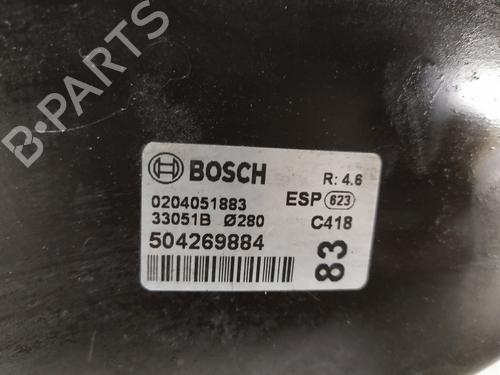 B-PARTS
BOSCH R: 4.6
0204051883 ESP 623
33051B Ø280 C418
504269884
83